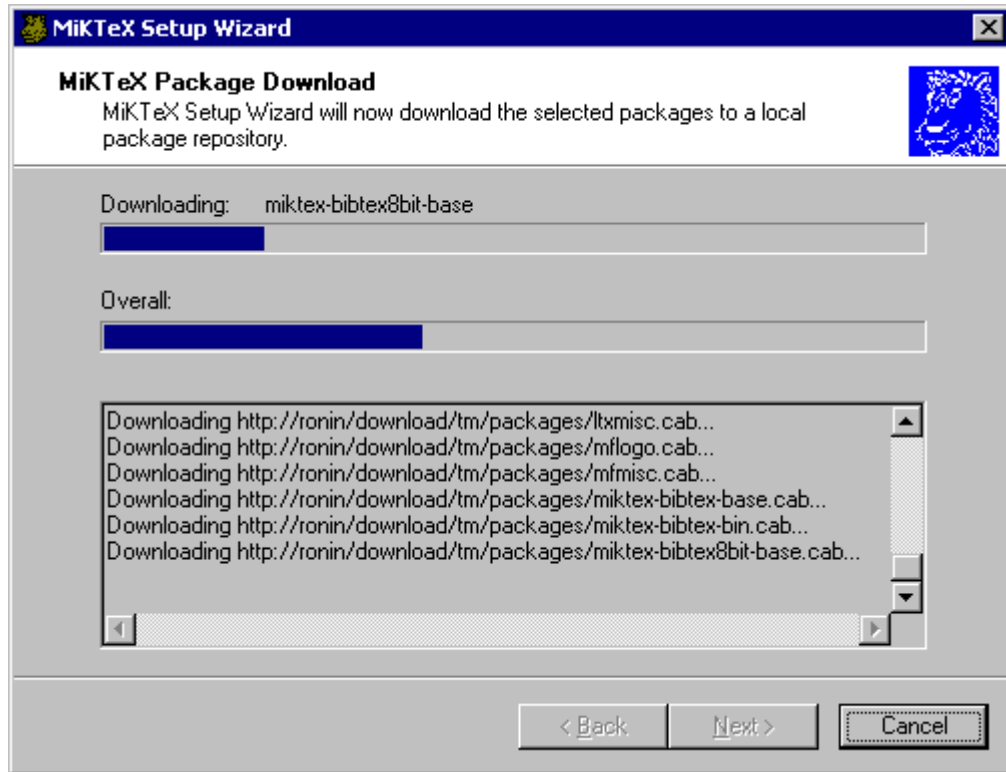 MiKTeX Setup Wizard
MiKTeX Package Download
MiKTeX Setup Wizard will now download the selected packages to a local
package repository.
Downloading: miktex-bibtex8bit-base
Overall:
Downloading http://ronin/download/tm/packages/ltxmisc.cab...
Downloading http://ronin/download/tm/packages/mflogo.cab...
Downloading http://ronin/download/tm/packages/mfmisc.cab...
Downloading http://ronin/download/tm/packages/miktex-bibtex-base.cab...
Downloading http://ronin/download/tm/packages/miktex-bibtex-bin.cab...
Downloading http://ronin/download/tm/packages/miktex-bibtex8bit-base.cab...
< Back Next > Cancel